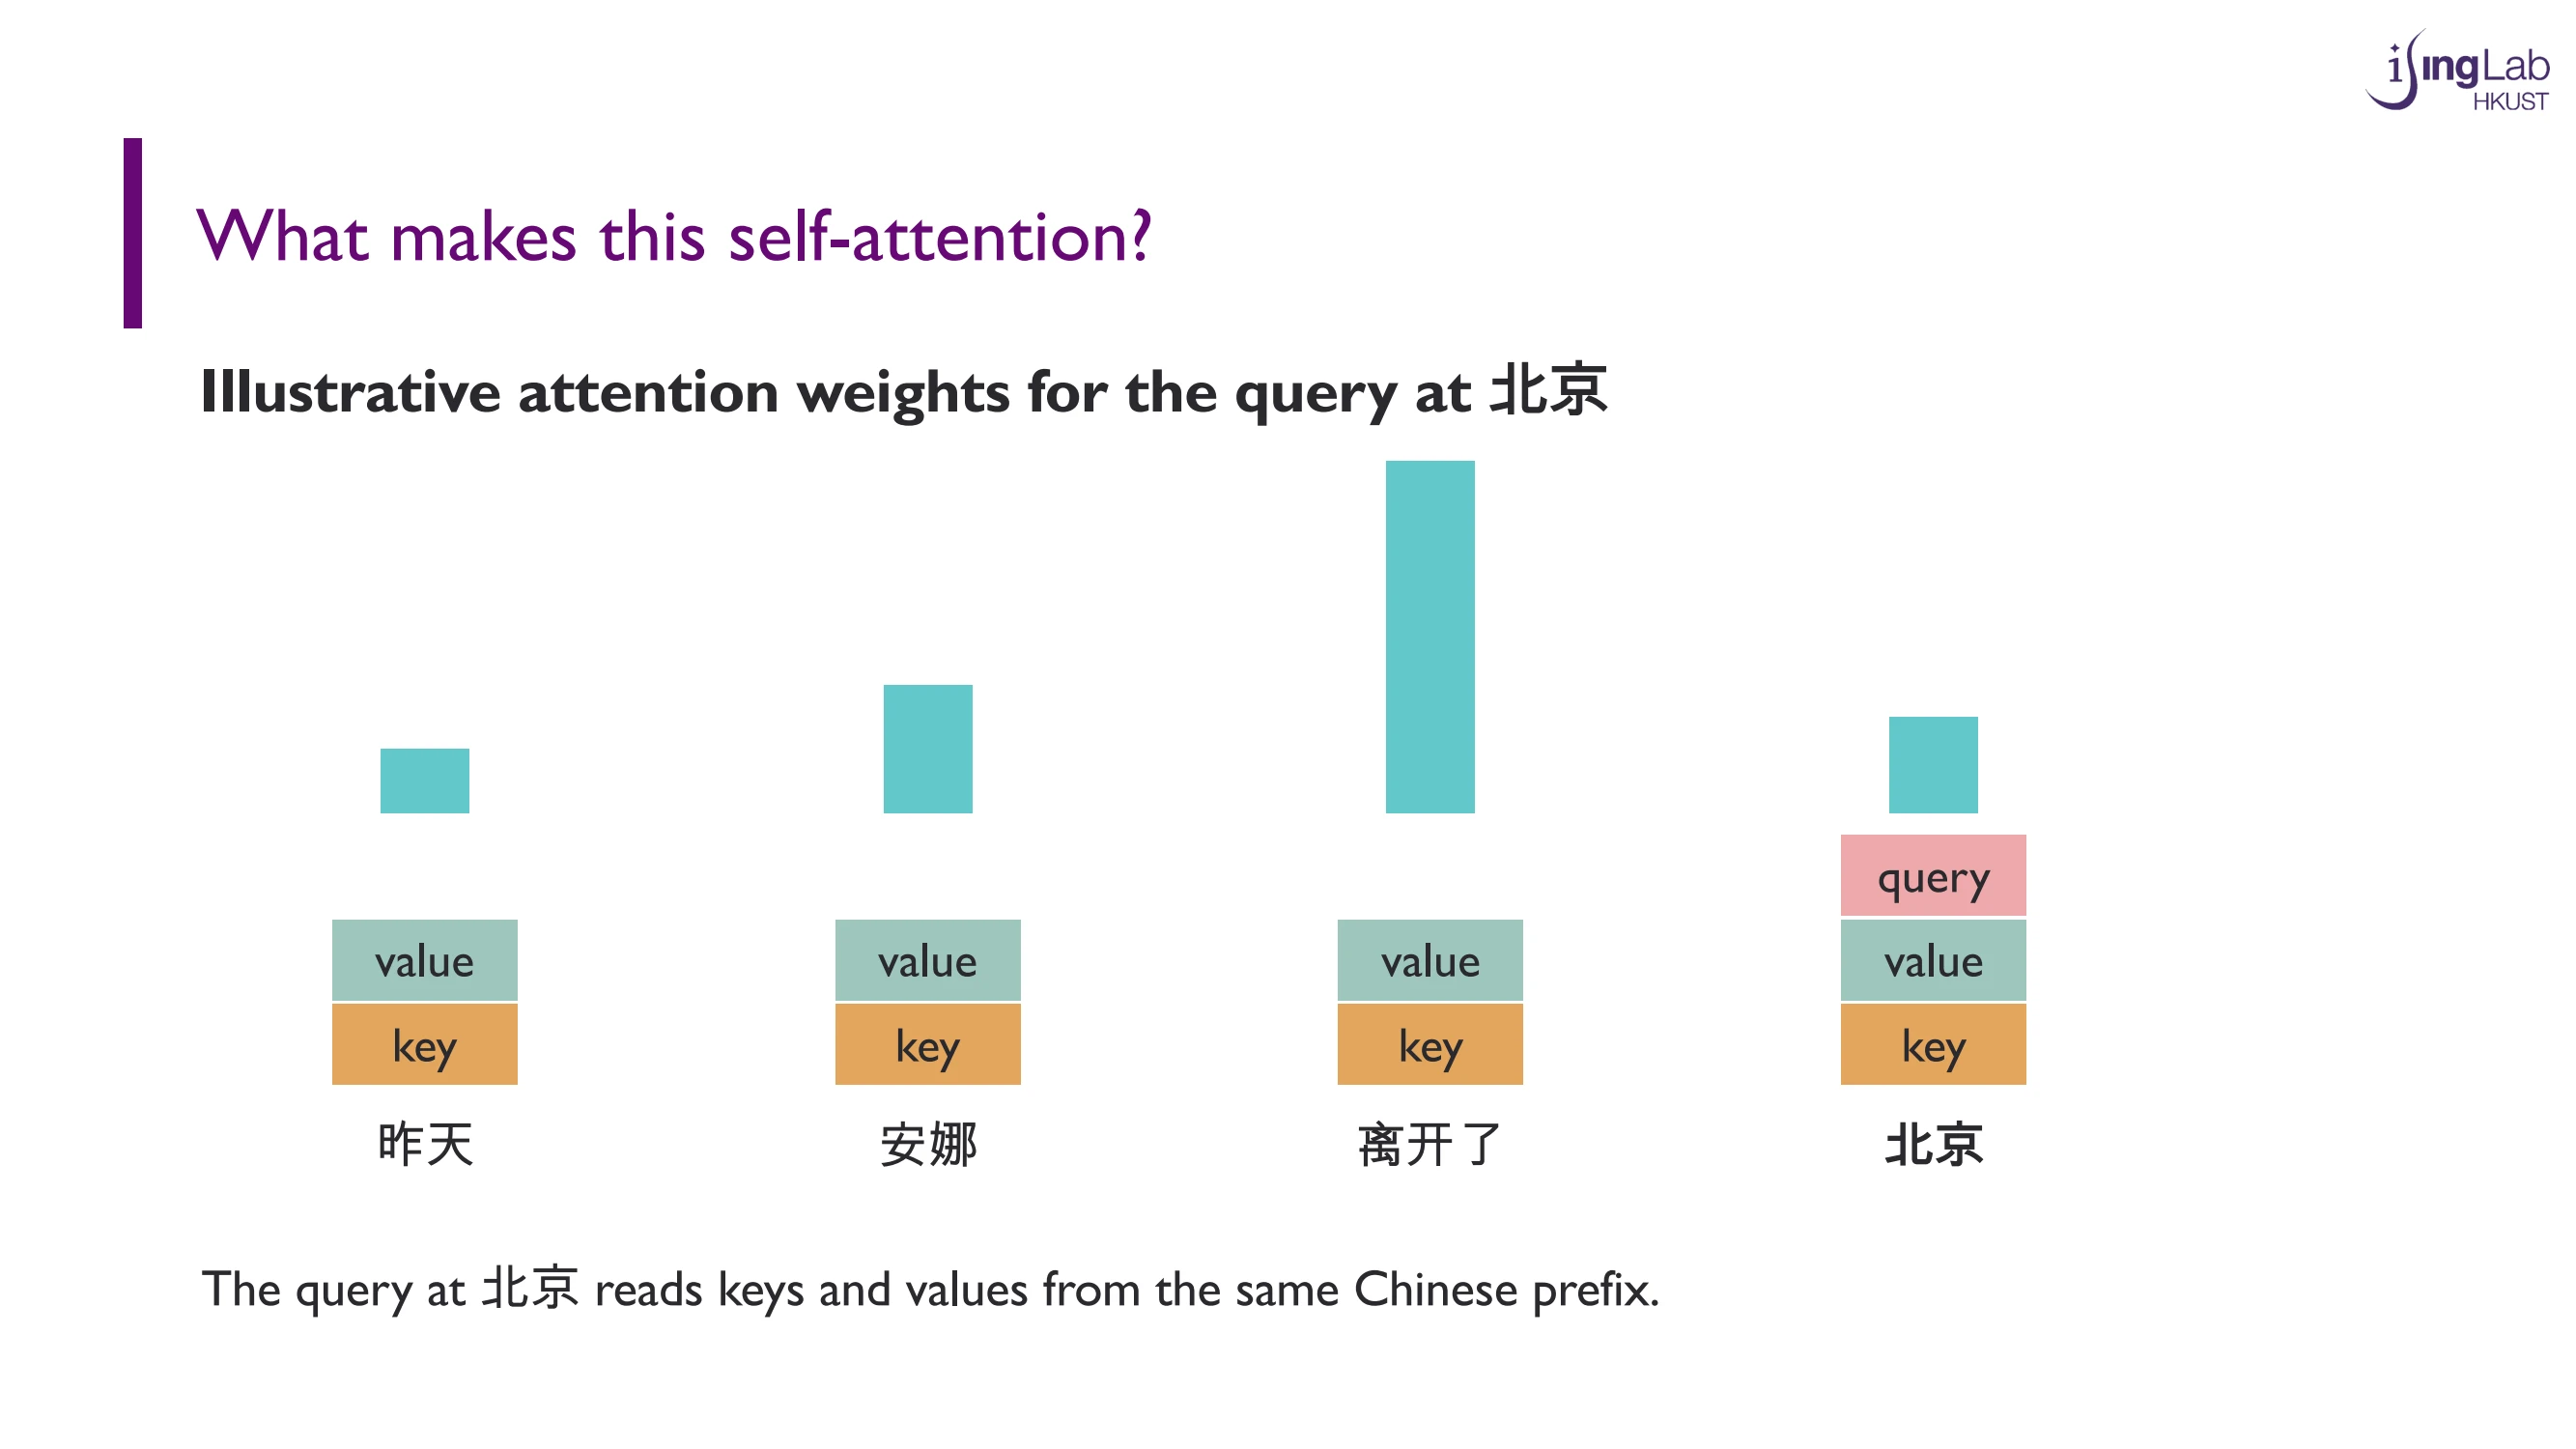 iSingLab
HKUST
What makes this self-attention?
Illustrative attention weights for the query at 北京
query
value value value value
key key key key
昨天 安娜 离开了 北京
The query at 北京 reads keys and values from the same Chinese prefix.